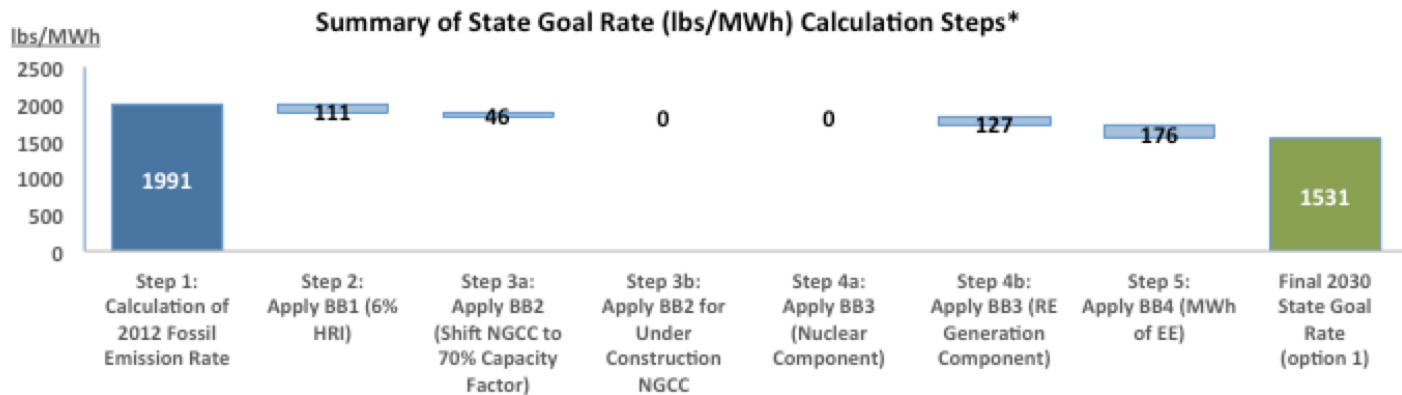 Summary of State Goal Rate (lbs/MWh) Calculation Steps*
lbs/MWh
2500
2000
1500
1000
500
0
1991
111
46
0
0
127
176
1531
Step 1:
Calculation of
2012 Fossil
Emission Rate
Step 2:
Apply BB1 (6%
HRI)
Step 3a:
Apply BB2
(Shift NGCC to
70% Capacity
Factor)
Step 3b:
Apply BB2 for
Under
Construction
NGCC
Step 4a:
Apply BB3
(Nuclear
Component)
Step 4b:
Apply BB3 (RE
Generation
Component)
Step 5:
Apply BB4 (MWh
of EE)
Final 2030
State Goal
Rate
(option 1)